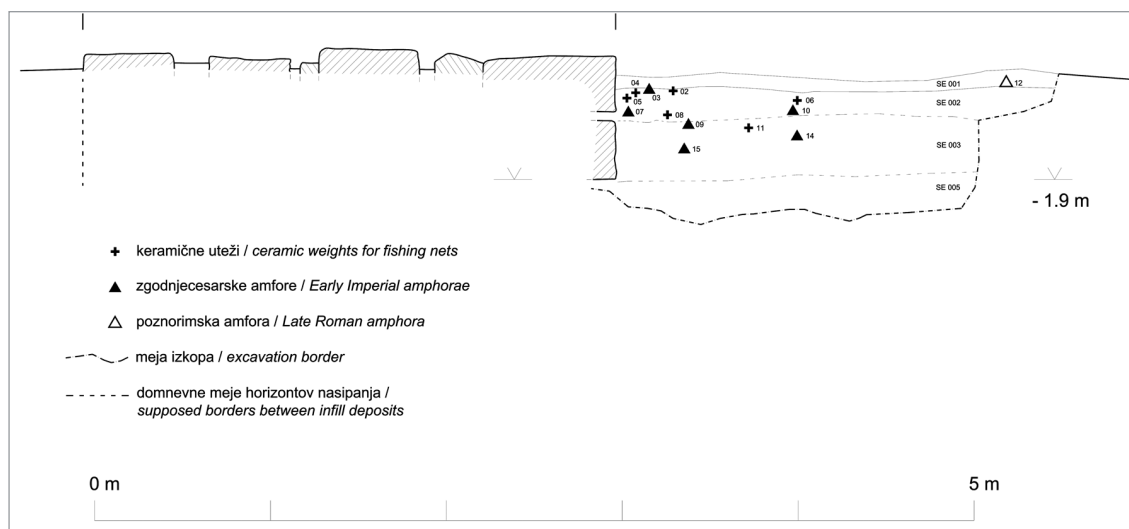 SE 001
04
12
02
03
06
SE 002
05
10
07
08
09
11
14
SE 003
15
SE 005
- 1.9 m
keramične uteži / ceramic weights for fishing nets
zgodnjecesarske amfore / Early Imperial amphorae
poznorimska amfora / Late Roman amphora
meja izkopa / excavation border
domnevne meje horizontov nasipanja /
supposed borders between infill deposits
0 m
5 m